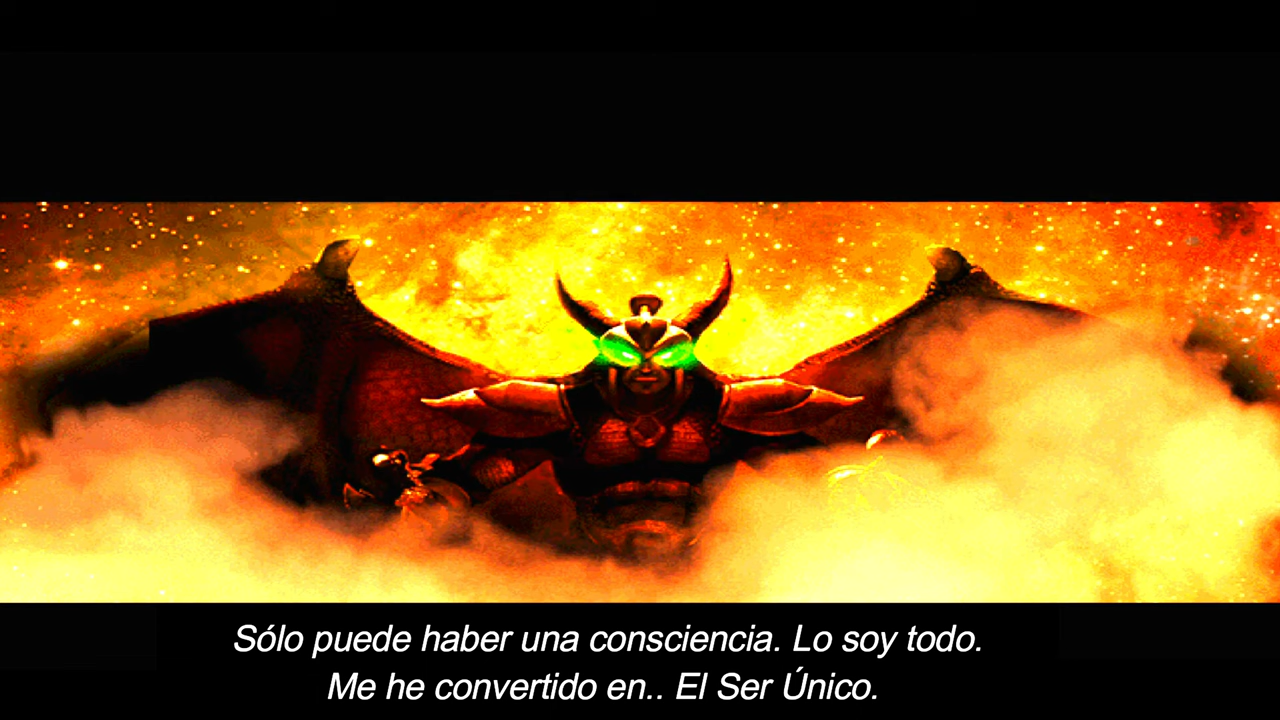 Sólo puede haber una consciencia. Lo soy todo.
Me he convertido en.. El Ser Único.